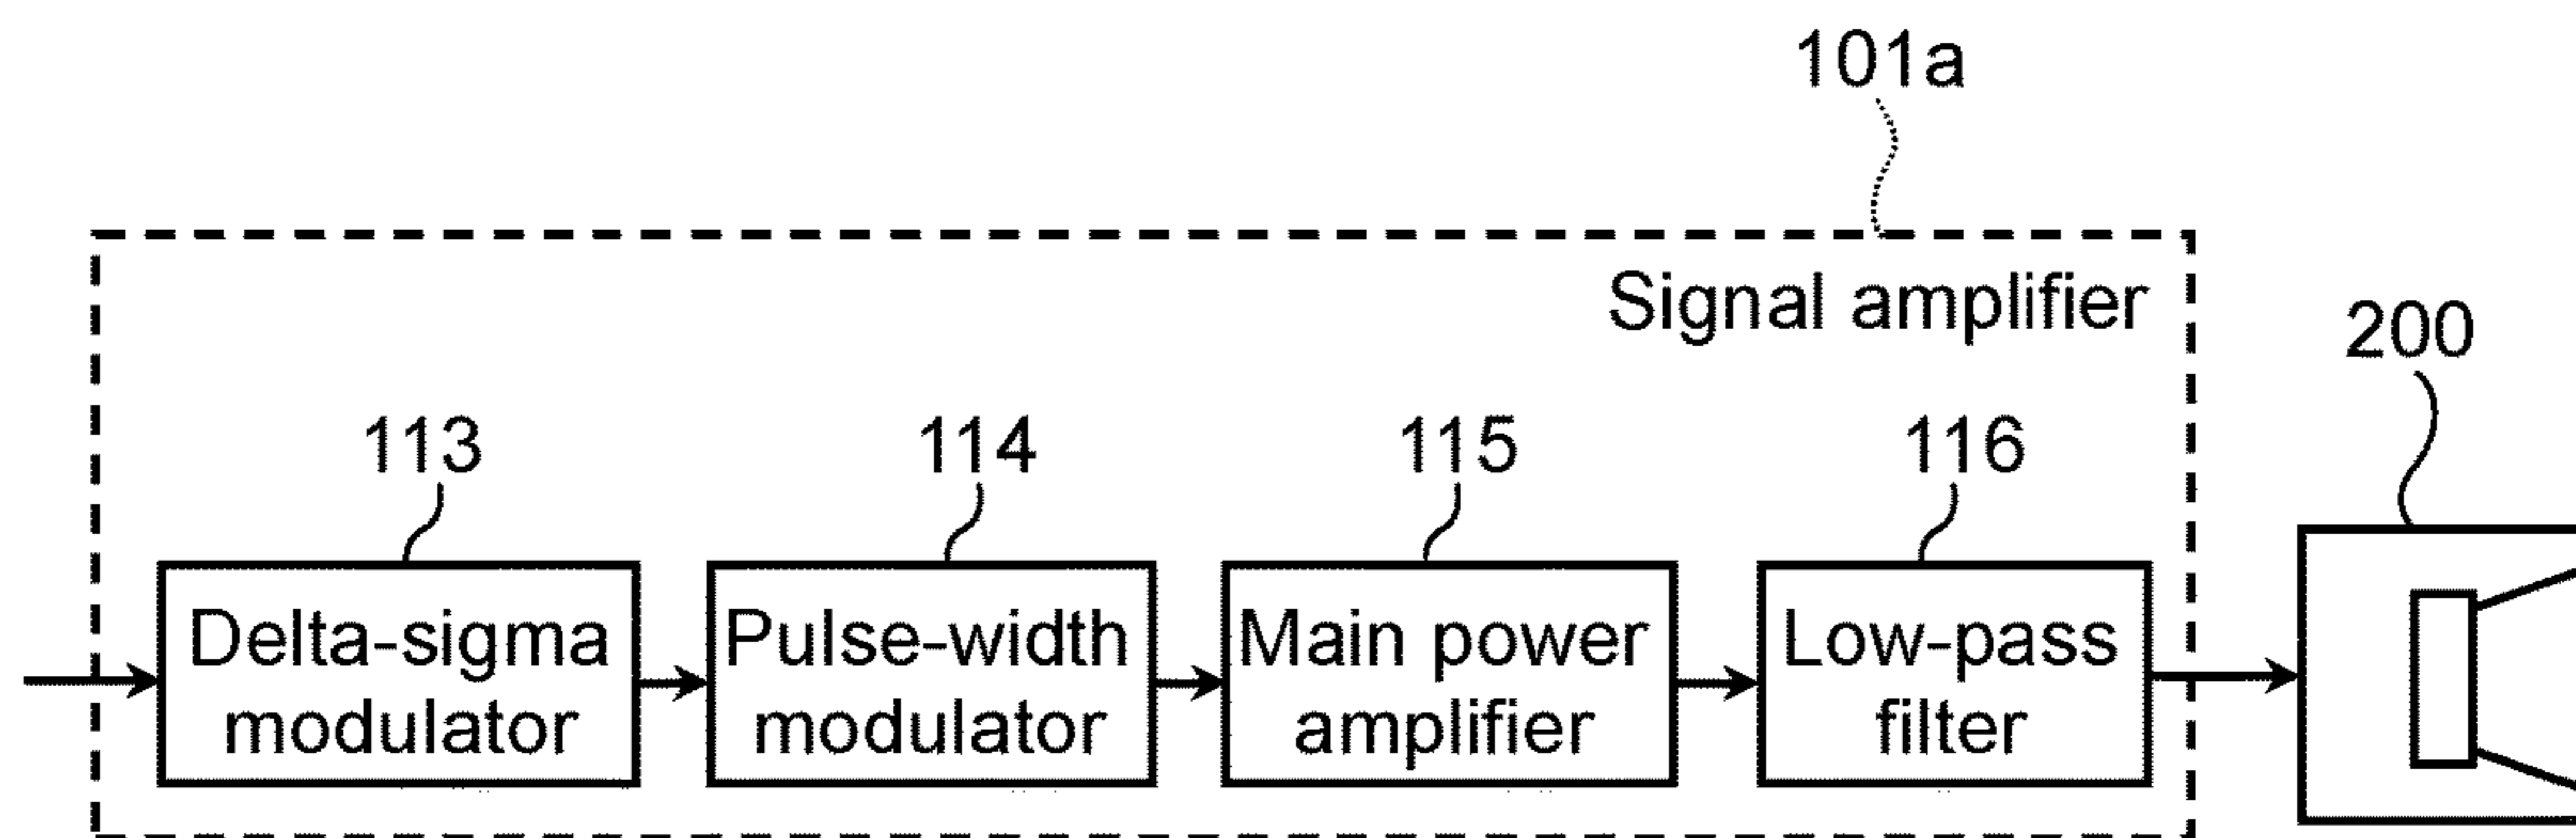 101a
Signal amplifier
200
113
114
115
116
Delta-sigma
modulator
Pulse-width
modulator
Main power
amplifier
Low-pass
filter